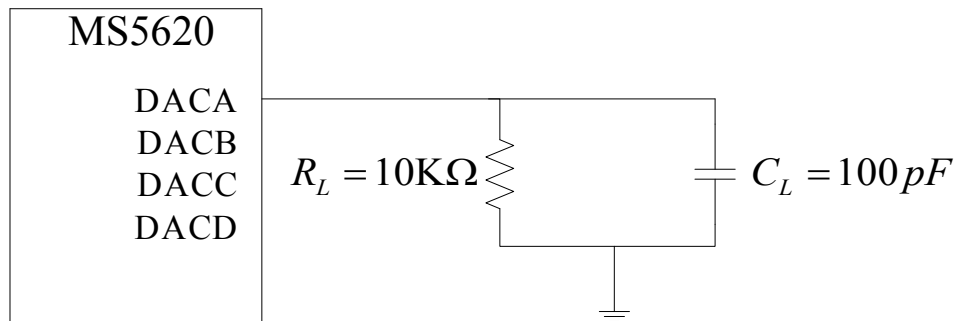 MS5620
DACA
DACB
DACC
DACD
R_L = 10KΩ
C_L = 100pF